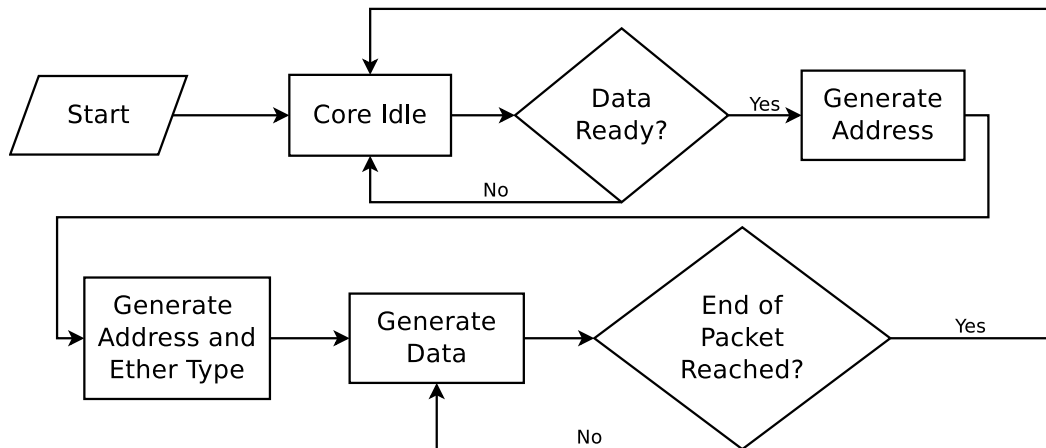 Start
Core Idle
Data
Ready?
Yes
Generate
Address
No
Generate
Address and
Ether Type
Generate
Data
End of
Packet
Reached?
Yes
No